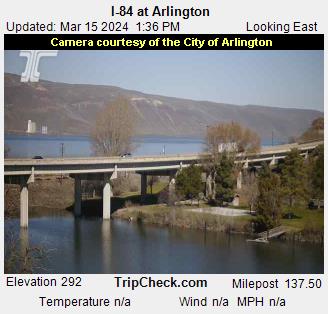 I-84 at Arlington
Updated: Mar 15 2024 1:36 PM Looking East
Camera courtesy of the City of Arlington
Elevation 292 TripCheck.com Milepost 137.50
Temperature n/a Wind n/a MPH n/a